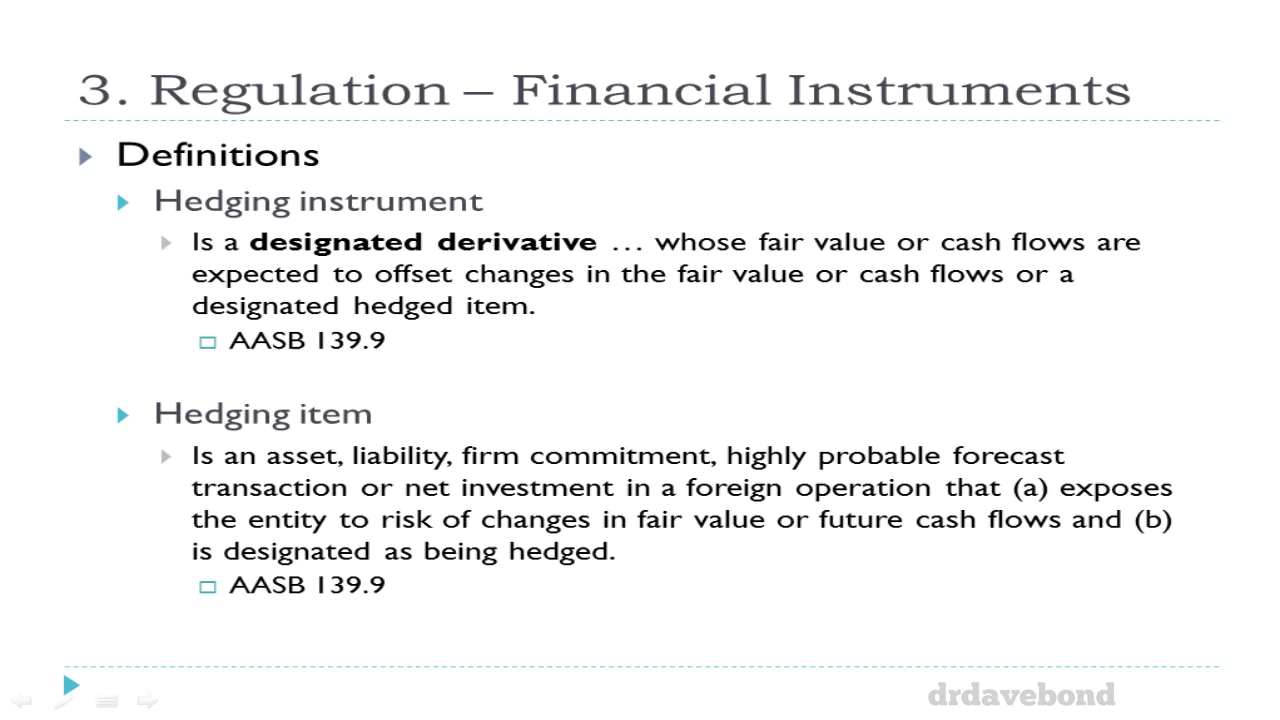 3. Regulation – Financial Instruments
Definitions
Hedging instrument
Is a designated derivative … whose fair value or cash flows are
expected to offset changes in the fair value or cash flows or a
designated hedged item.
AASB 139.9
Hedging item
Is an asset, liability, firm commitment, highly probable forecast
transaction or net investment in a foreign operation that (a) exposes
the entity to risk of changes in fair value or future cash flows and (b)
is designated as being hedged.
AASB 139.9
drdavebond